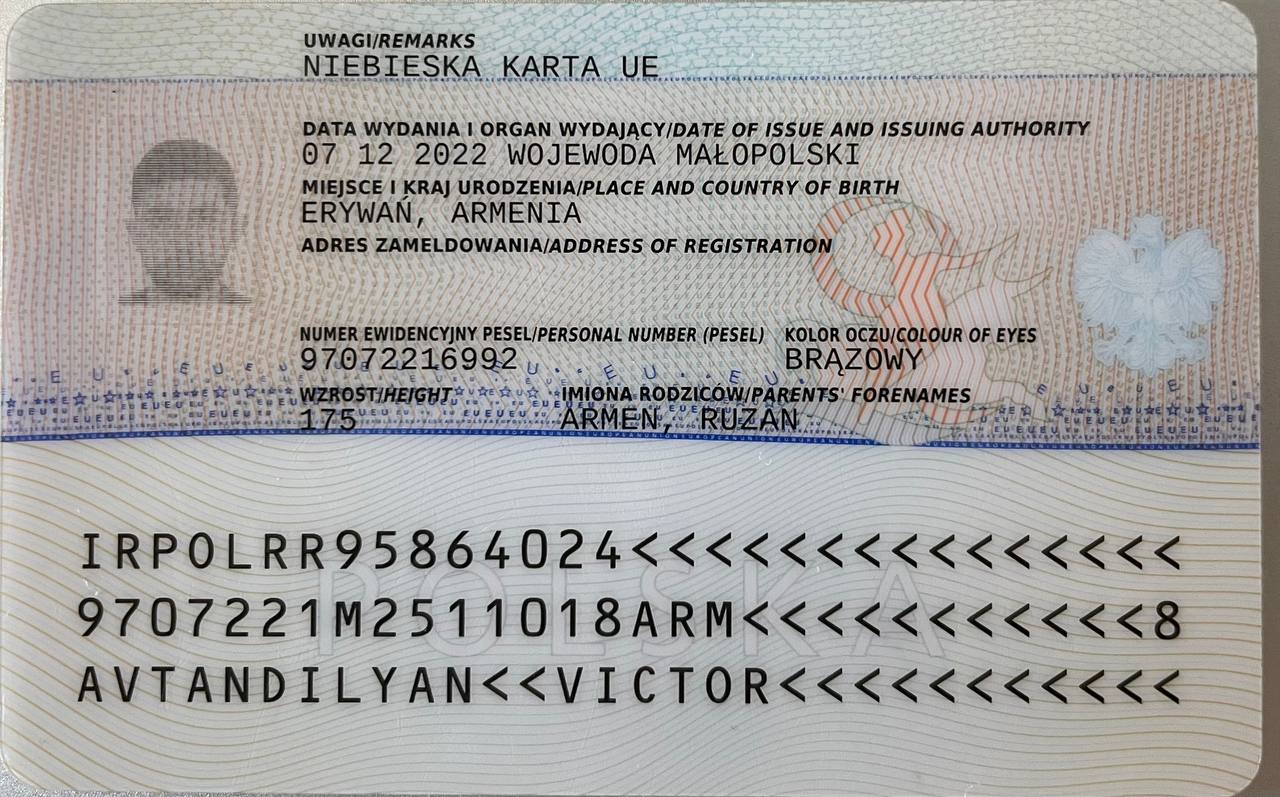 UWAGI/REMARKS
NIEBIESKA KARTA UE
DATA WYDANIA I ORGAN WYDAJĄCY/DATE OF ISSUE AND ISSUING AUTHORITY
07 12 2022 WOJEWODA MAŁOPOLSKI
MIEJSCE I KRAJ URODZENIA/PLACE AND COUNTRY OF BIRTH
ERYWAŃ, ARMENIA
ADRES ZAMELDOWANIA/ADDRESS OF REGISTRATION
NUMER EWIDENCYJNY PESEL/PERSONAL NUMBER (PESEL) KOLOR OCZU/COLOUR OF EYES
97072216992 BRĄZOWY
WZROST/HEIGHT IMIONA RODZICÓW/PARENTS' FORENAMES
175 ARMEN, RUZAN
IRPOLRR95864024<<<<<<<<<<<<<<<
POLSKA
9707221M2511018ARM<<<<<<<<<<<8
AVTANDILYAN<<VICTOR<<<<<<<<<<<